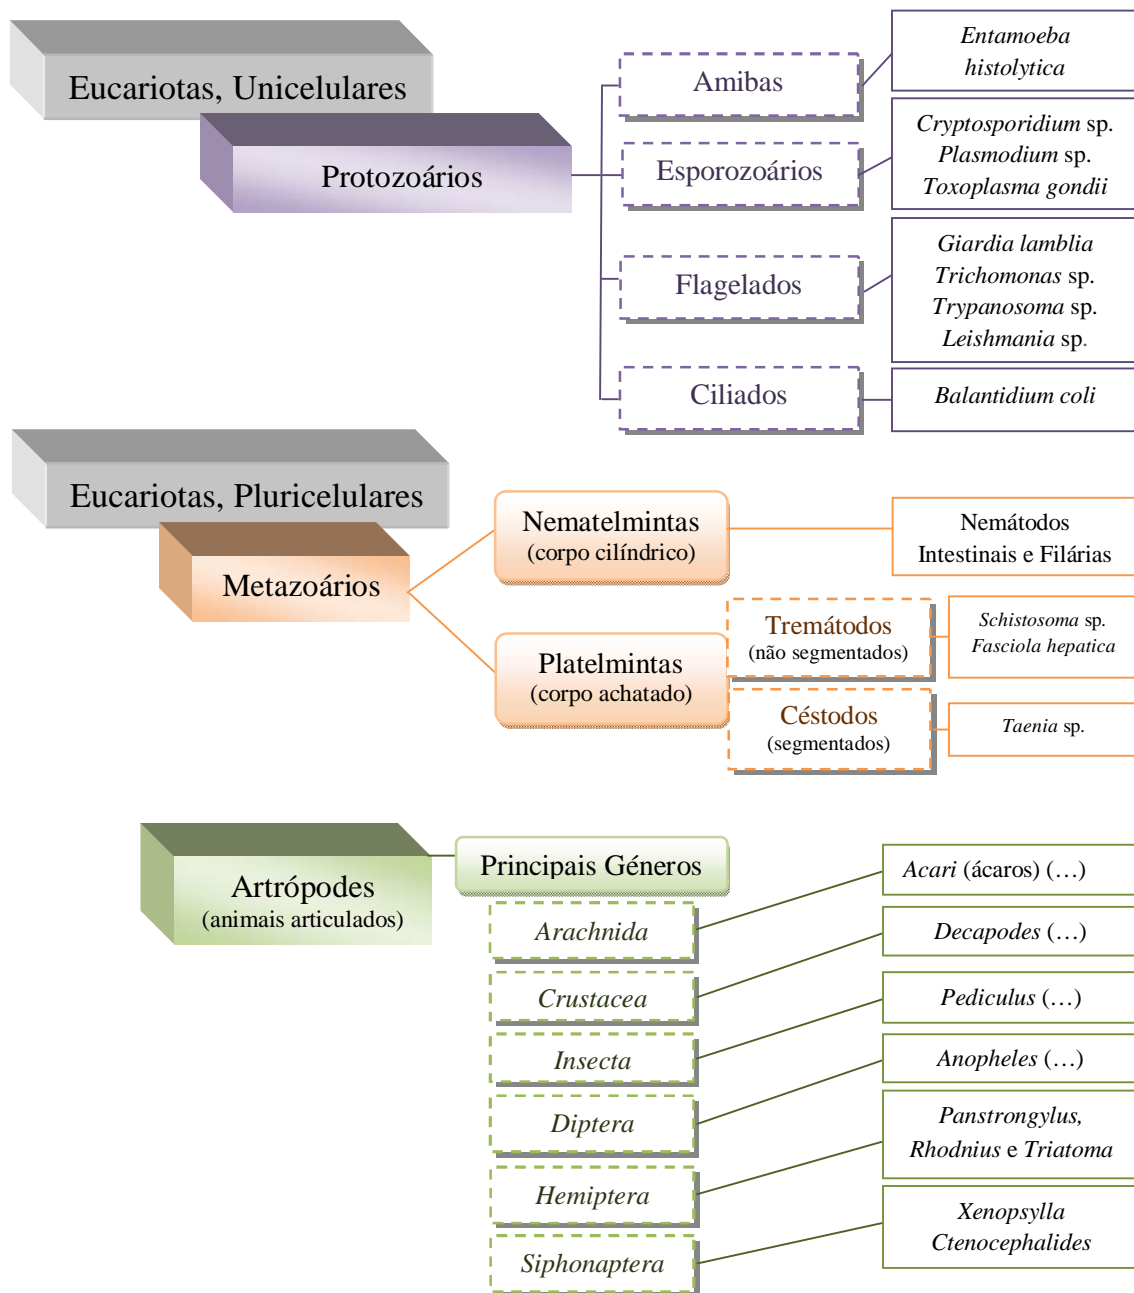 Eucariotas, Unicelulares
Protozoários
Amibas
Entamoeba
histolytica
Esporozoários
Cryptosporidium sp.
Plasmodium sp.
Toxoplasma gondii
Flagelados
Giardia lamblia
Trichomonas sp.
Trypanosoma sp.
Leishmania sp.
Ciliados
Balantidium coli
Eucariotas, Pluricelulares
Metazoários
Nematelmintas
(corpo cilíndrico)
Nemátodos
Intestinais e Filárias
Platelmintas
(corpo achatado)
Tremátodos
(não segmentados)
Schistosoma sp.
Fasciola hepatica
Céstodos
(segmentados)
Taenia sp.
Artrópodes
(animais articulados)
Principais Géneros
Arachnida
Acari (ácaros) (…)
Crustacea
Decapodes (…)
Insecta
Pediculus (…)
Diptera
Anopheles (…)
Hemiptera
Panstrongylus,
Rhodnius e Triatoma
Siphonaptera
Xenopsylla
Ctenocephalides